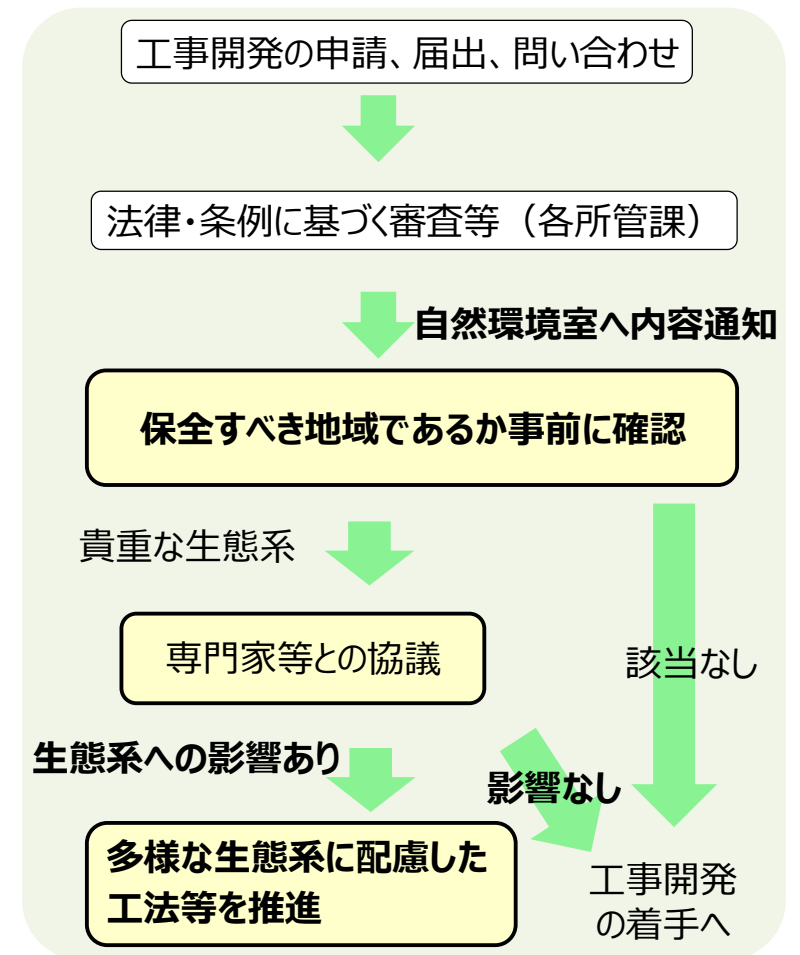 工事開発の申請、届出、問い合わせ
法律・条例に基づく審査等（各所管課）
自然環境室へ内容通知
保全すべき地域であるか事前に確認
貴重な生態系
専門家等との協議
該当なし
生態系への影響あり
影響なし
多様な生態系に配慮した
工法等を推進
工事開発
の着手へ